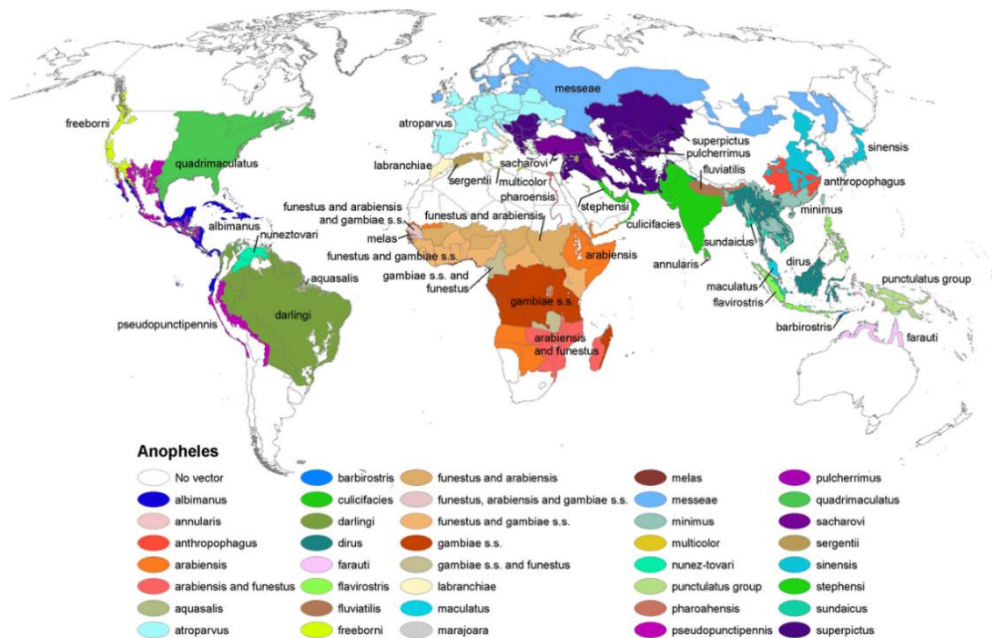 messeae
freeborni
atroparvus
quadrimaculatus
superpictus
sinensis
labranchiae
sacharovi
pulcherrimus
sergentii
multicolor
fluviatilis
anthropophagus
pharoensis
funestus and arabiensis
and gambiae s.s.
funestus and arabiensis
stephensi
minimus
albimanus
culicifacies
nuneztovari
melas
arabiensis
sundaicus
funestus and gambiae s.s.
annularis
dirus
aquasalis
gambiae s.s. and
funestus
maculatus
punctulatus group
gambiae s.s.
flavirostris
darlingi
pseudopunctipennis
barbirostris
arabiensis
and funestus
farauti
Anopheles
No vector
albimanus
annularis
anthropophagus
arabiensis
arabiensis and funestus
aquasalis
atroparvus
barbirostris
culicifacies
darlingi
dirus
farauti
flavirostris
fluviatilis
freeborni
funestus and arabiensis
funestus, arabiensis and gambiae s.s.
funestus and gambiae s.s.
gambiae s.s.
gambiae s.s. and funestus
labranchiae
maculatus
marajoara
melas
messeae
minimus
multicolor
nunez-tovari
punctulatus group
pharoahensis
pseudopunctipennis
pulcherrimus
quadrimaculatus
sacharovi
sergentii
sinensis
stephensi
sundaicus
superpictus